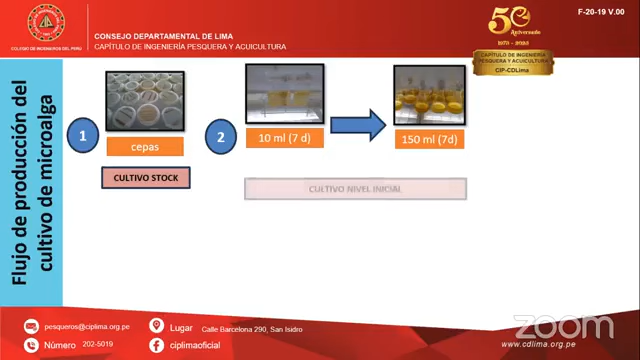 COLEGIO DE INGENIEROS DEL PERÚ
CONSEJO DEPARTAMENTAL DE LIMA
CAPÍTULO DE INGENIERÍA PESQUERA Y ACUICULTURA
50 Aniversario
CAPÍTULO DE INGENIERÍA
PESQUERA Y ACUICULTURA
CIP-CDLima
F-20-19 V.00
Flujo de producción del
cultivo de microalga
1
cepas
CULTIVO STOCK
2
10 ml (7 d)
150 ml (7d)
CULTIVO NIVEL INICIAL
pesqueros@ciplima.org.pe
Número 202-5019
Lugar Calle Barcelona 290, San Isidro
ciplimaoficial
zoom
www.cdlima.org.pe